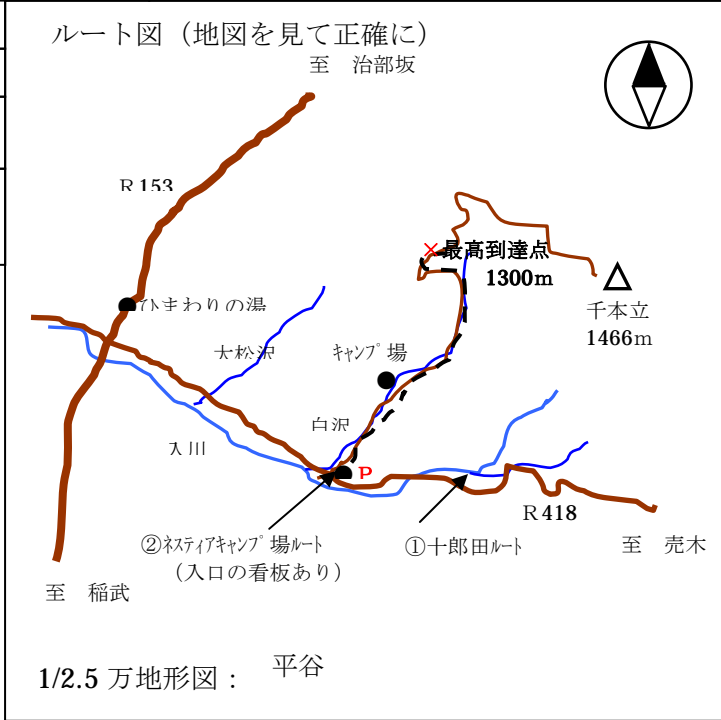 ルート図（地図を見て正確に）
至 治部坂
R153
×最高到達点
1300m
千本立
1466m
ひまわりの湯
大松沢
キャンプ場
白沢
入川
P
R418
②ネスティアキャンプ場ルート
（入口の看板あり）
①十郎田ルート
至 売木
至 稲武
1/2.5 万地形図： 平谷